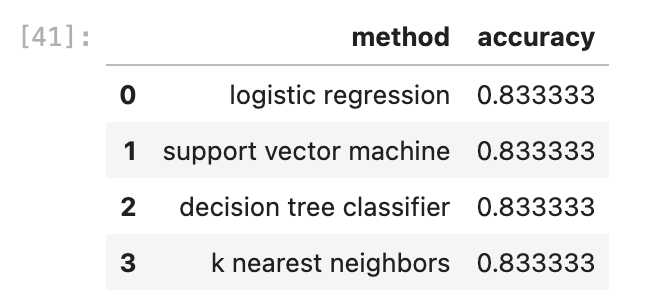 [41]:
method accuracy
0 logistic regression 0.833333
1 support vector machine 0.833333
2 decision tree classifier 0.833333
3 k nearest neighbors 0.833333